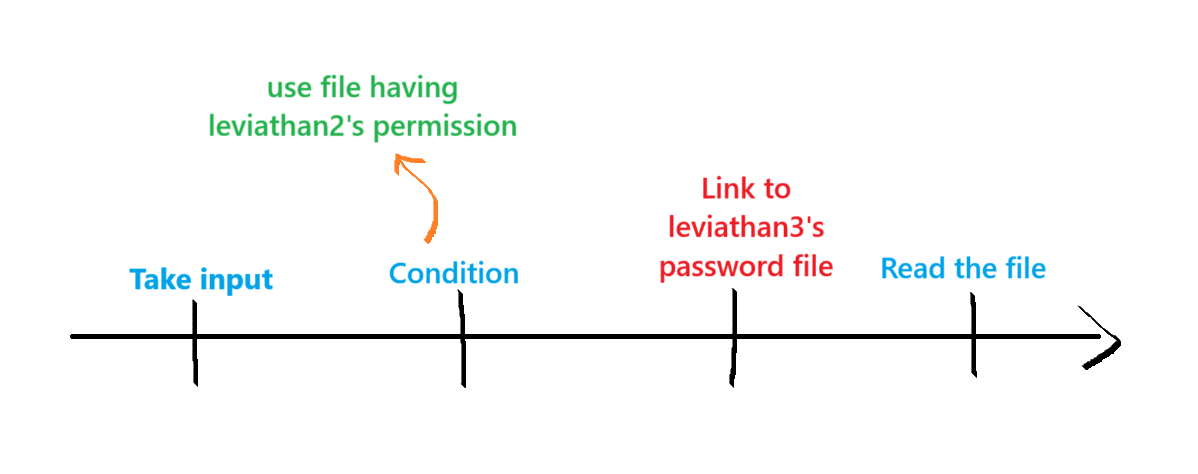 use file having
leviathan2's permission
Link to
leviathan3's
password file
Take input
Condition
Read the file